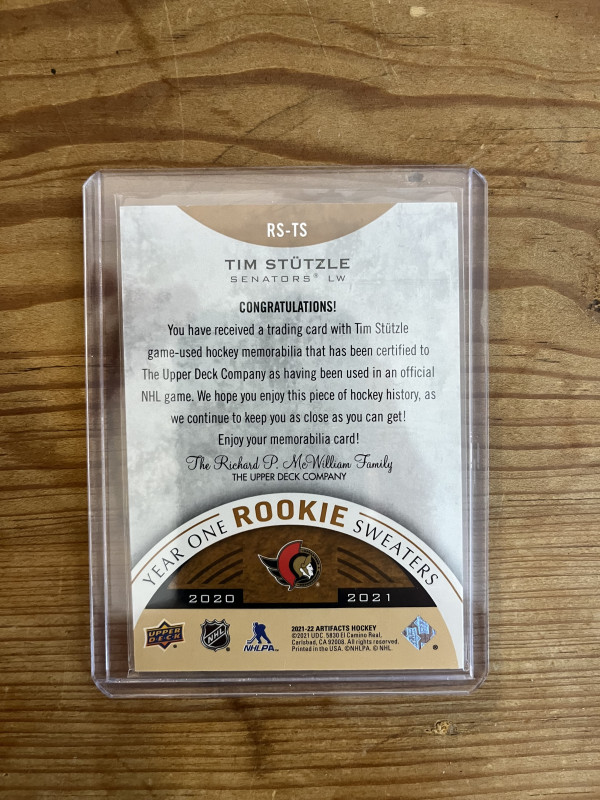 RS-TS
TIM STÜTZLE
SENATORS® LW
CONGRATULATIONS!
You have received a trading card with Tim Stützle
game-used hockey memorabilia that has been certified to
The Upper Deck Company as having been used in an official
NHL game. We hope you enjoy this piece of hockey history, as
we continue to keep you as close as you can get!
Enjoy your memorabilia card!
The Richard P. McWilliam Family
THE UPPER DECK COMPANY
YEAR ONE ROOKIE SWEATERS
2020 2021
UPPER DECK
NHL
NHLPA
2021-22 ARTIFACTS HOCKEY
©2021 UDC. 5830 El Camino Real,
Carlsbad, CA 92008. All rights reserved.
Printed in the USA. ©NHLPA. © NHL.